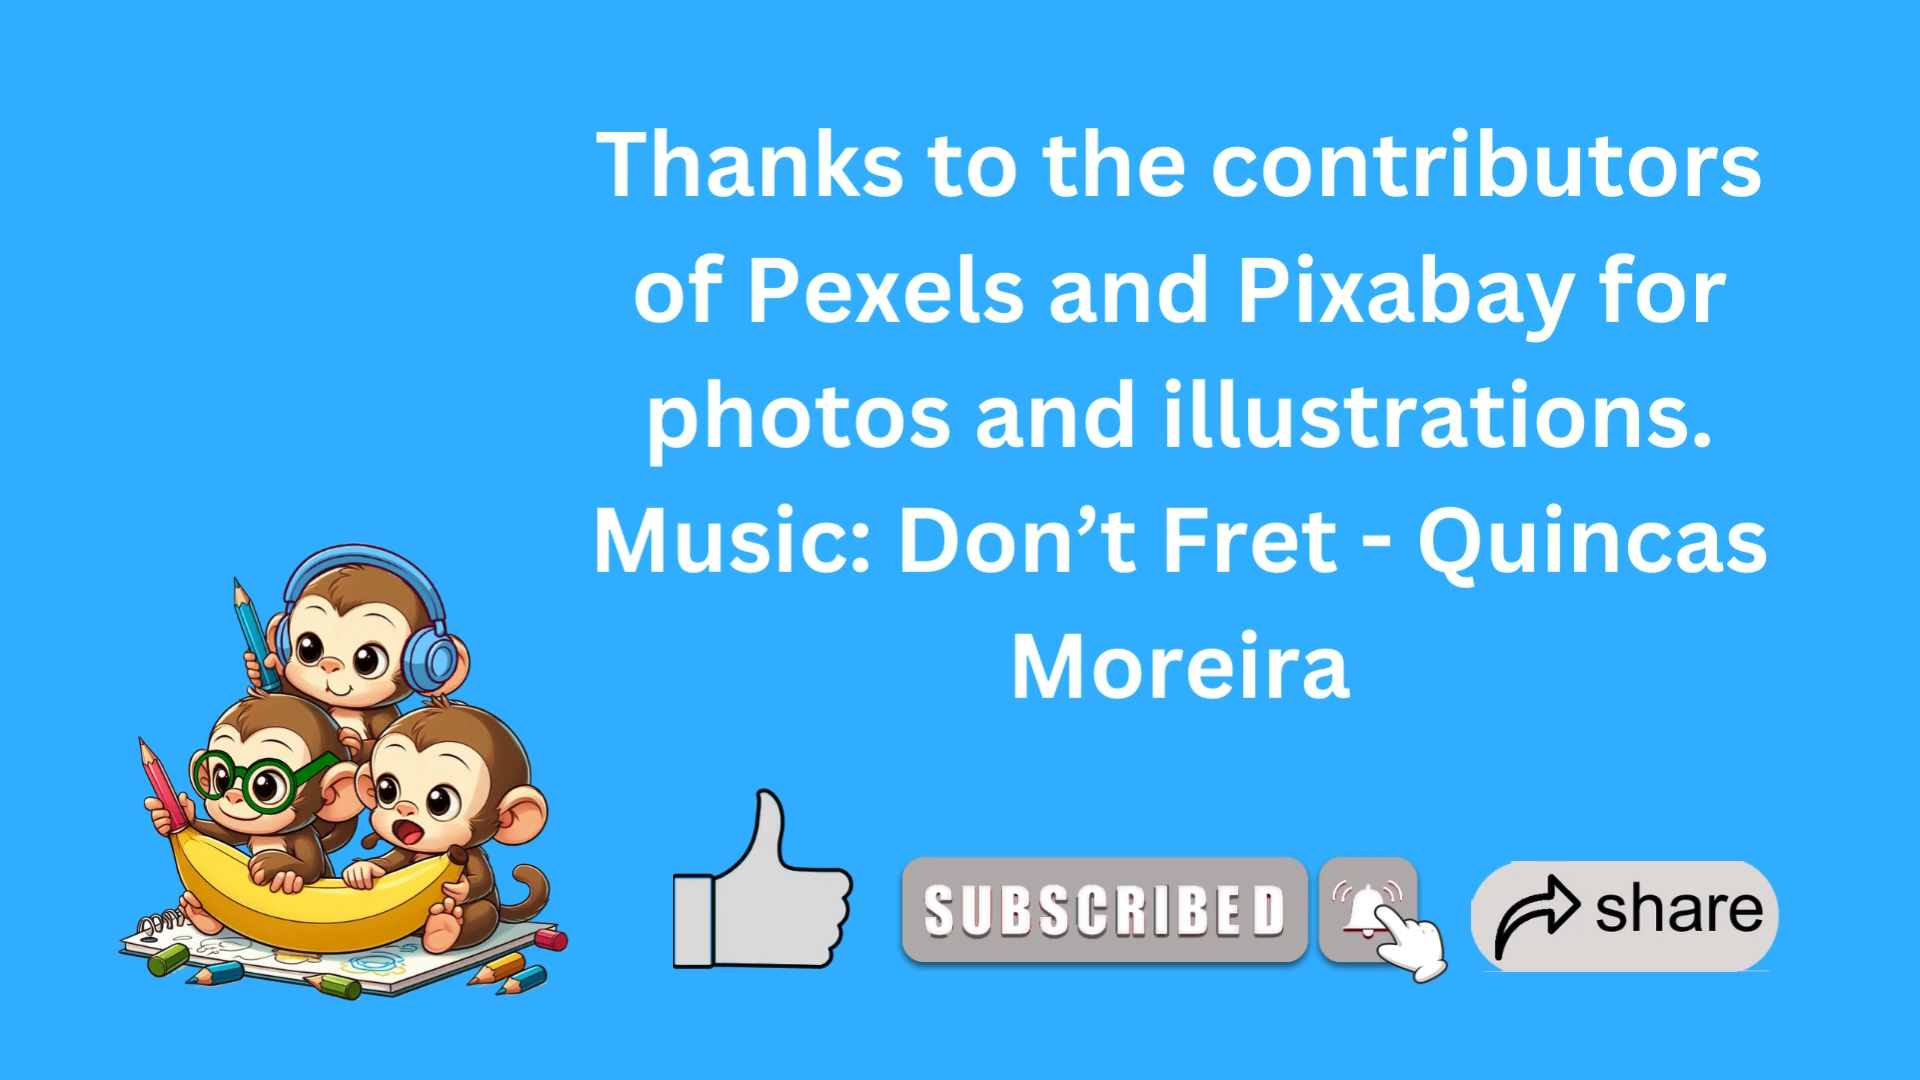 Thanks to the contributors
of Pexels and Pixabay for
photos and illustrations.
Music: Don’t Fret - Quincas
Moreira
SUBSCRIBED
share